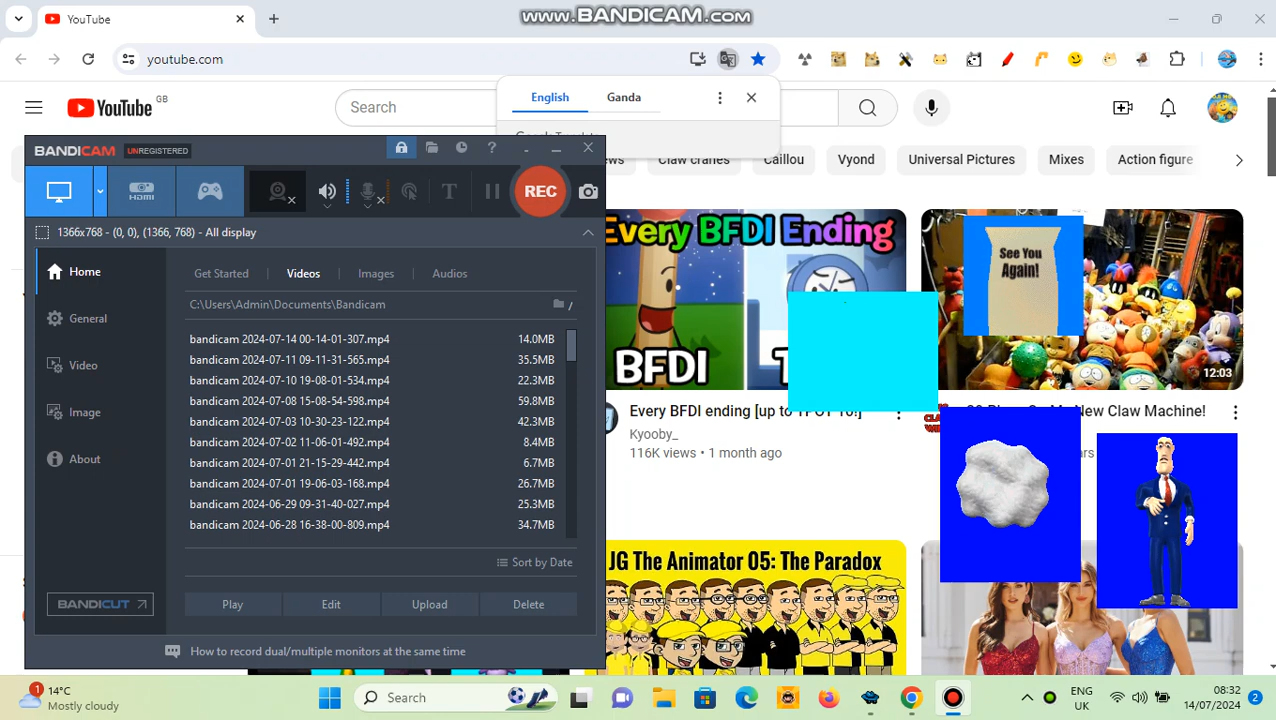 YouTube
www.BANDICAM.com
youtube.com
YouTube GB
Search
English
Ganda
Google Translate
Claw cranes
Caillou
Vyond
Universal Pictures
Mixes
Action figure
BANDICAM UNREGISTERED
HDMI
REC
1366x768 - (0, 0), (1366, 768) - All display
Home
General
Video
Image
About
BANDICUT
Get Started
Videos
Images
Audios
C:\Users\Admin\Documents\Bandicam
/
bandicam 2024-07-14 00-14-01-307.mp4 14.0MB
bandicam 2024-07-11 09-11-31-565.mp4 35.5MB
bandicam 2024-07-10 19-08-01-534.mp4 22.3MB
bandicam 2024-07-08 15-08-54-598.mp4 59.8MB
bandicam 2024-07-03 10-30-23-122.mp4 42.3MB
bandicam 2024-07-02 11-06-01-492.mp4 8.4MB
bandicam 2024-07-01 21-15-29-442.mp4 6.7MB
bandicam 2024-07-01 19-06-03-168.mp4 26.7MB
bandicam 2024-06-29 09-31-40-027.mp4 25.3MB
bandicam 2024-06-28 16-38-00-809.mp4 34.7MB
Sort by Date
Play
Edit
Upload
Delete
How to record dual/multiple monitors at the same time
Every BFDI Ending
BFDI
Every BFDI ending [up to TPOT 10!]
Kyooby_
116K views • 1 month ago
See You
Again!
12:03
My New Claw Machine!
JG The Animator 05: The Paradox
1
14°C
Mostly cloudy
Search
ENG
UK
08:32
14/07/2024
2